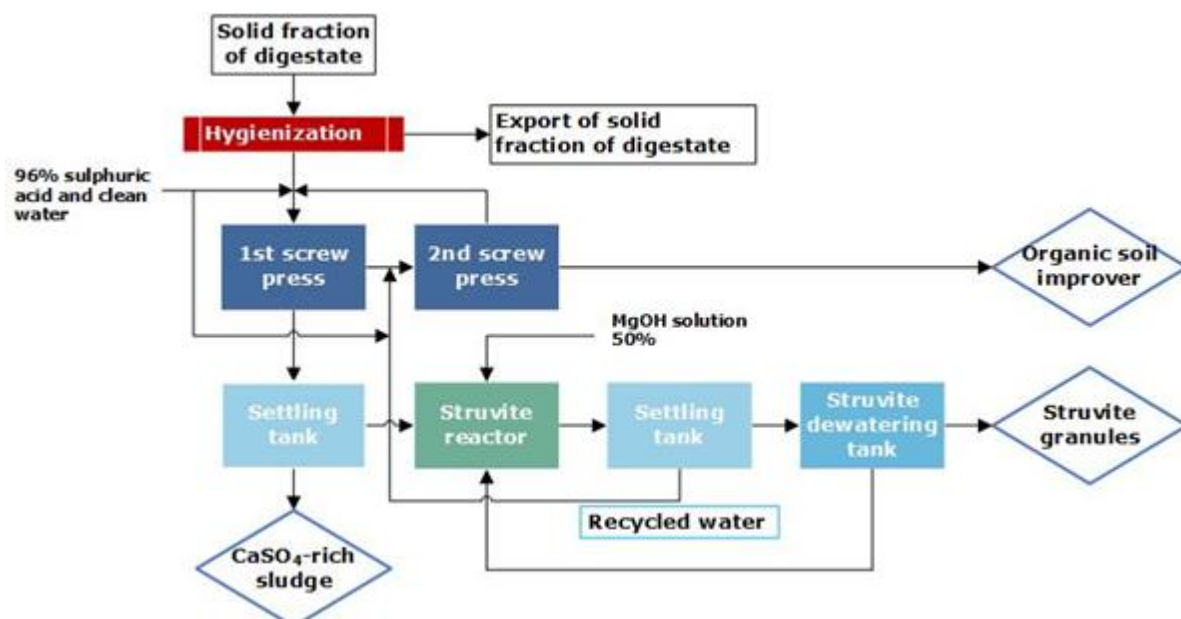 Solid fraction
of digestate
Hygienization
Export of solid
fraction of digestate
96% sulphuric
acid and clean
water
1st screw
press
2nd screw
press
Organic soil
improver
MgOH solution
50%
Settling
tank
Struvite
reactor
Settling
tank
Struvite
dewatering
tank
Struvite
granules
Recycled water
CaSO₄-rich
sludge